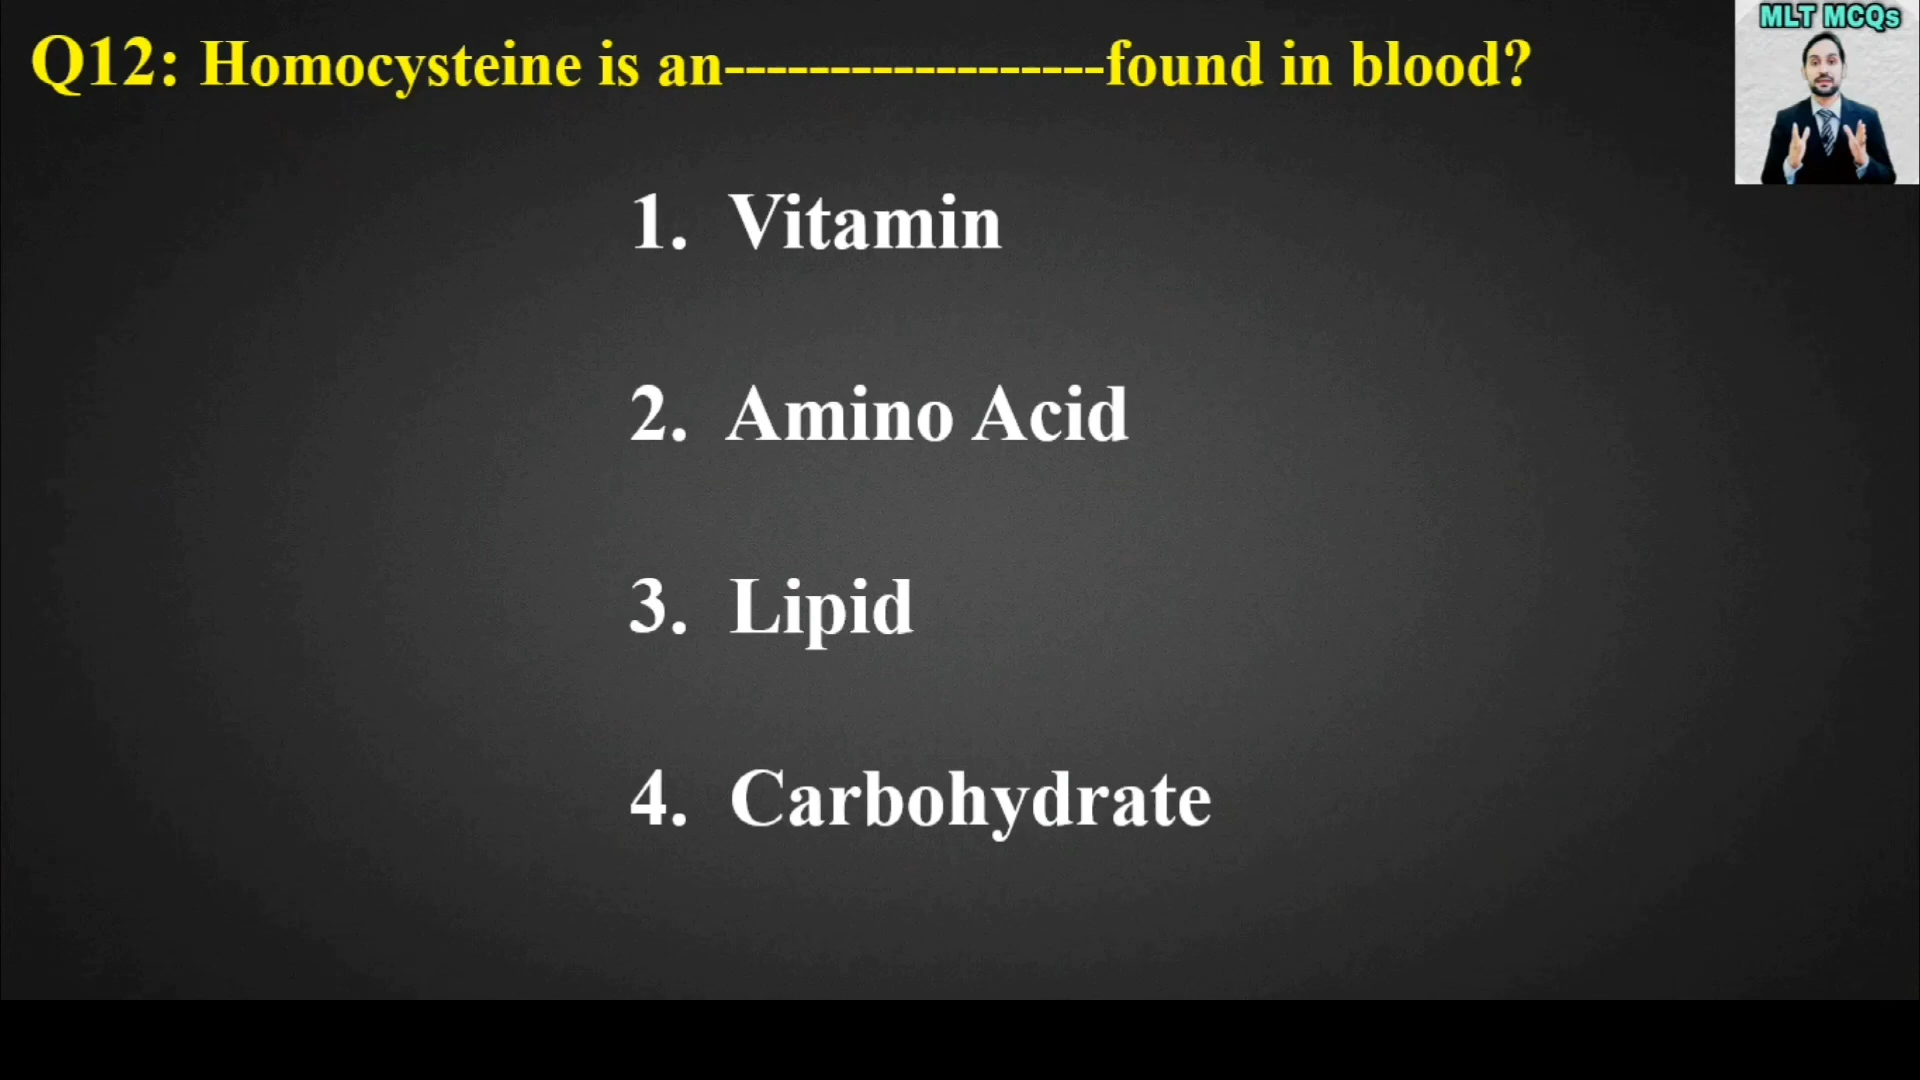 MLT MCQs
Q12: Homocysteine is an------------------found in blood?
1. Vitamin
2. Amino Acid
3. Lipid
4. Carbohydrate